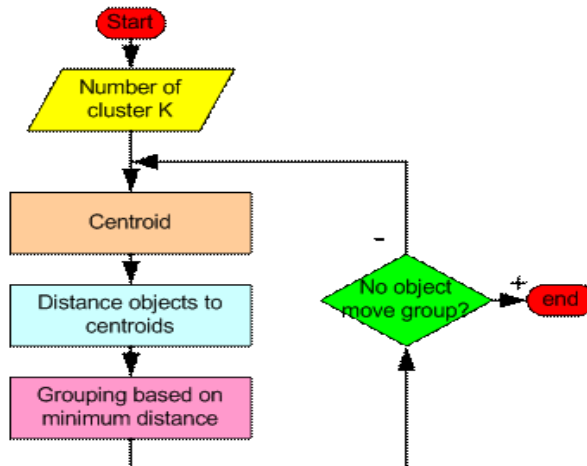 Start
Number of
cluster K
Centroid
Distance objects to
centroids
Grouping based on
minimum distance
-
No object
move group?
+
end